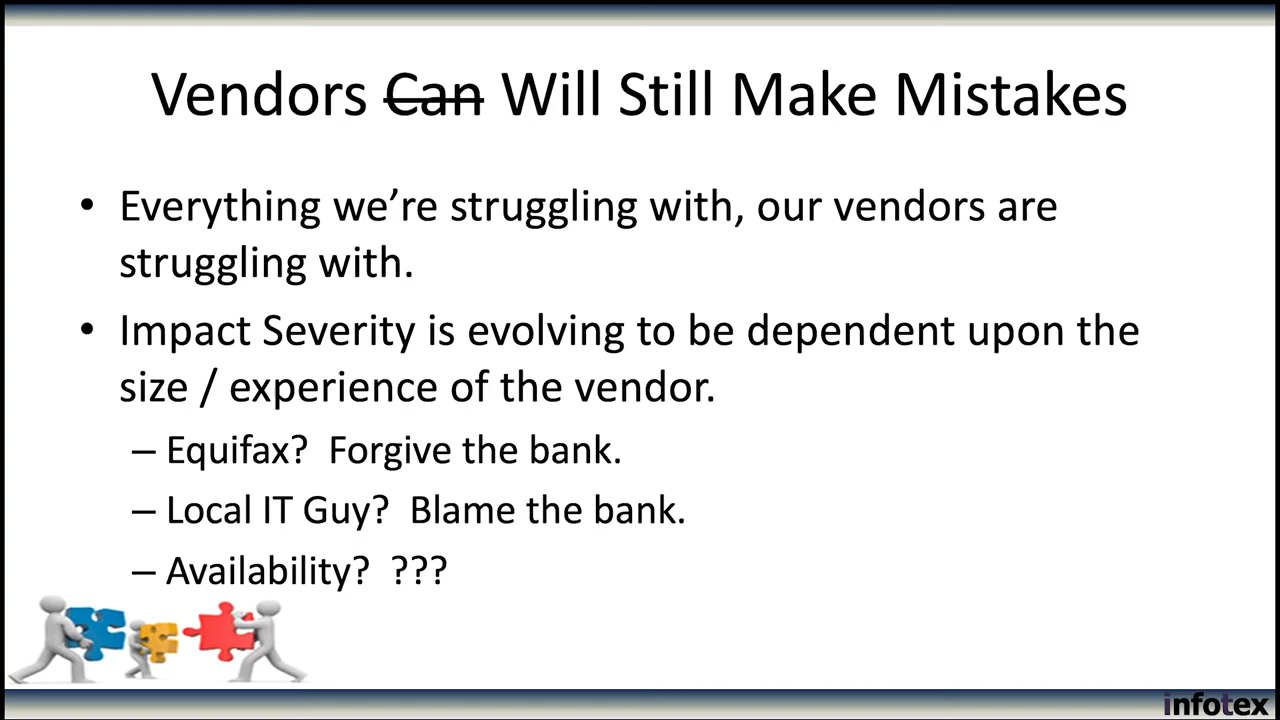 Vendors Can Will Still Make Mistakes
• Everything we’re struggling with, our vendors are
struggling with.
• Impact Severity is evolving to be dependent upon the
size / experience of the vendor.
– Equifax? Forgive the bank.
– Local IT Guy? Blame the bank.
– Availability? ???
infotex